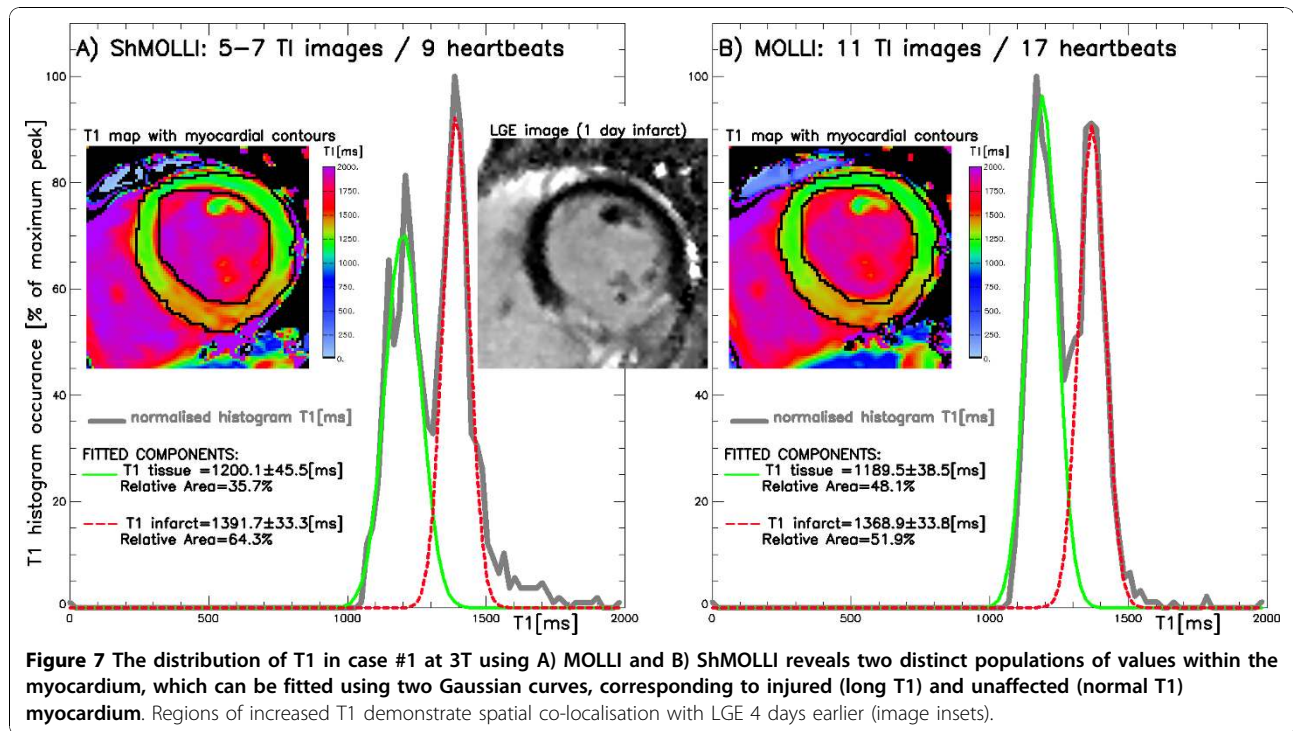 A) ShMOLLI: 5-7 TI images / 9 heartbeats
T1 map with myocardial contours
T1[ms]
2000.
1750.
1500.
1250.
1000.
750.
500.
250.
0.
LGE image (1 day infarct)
T1 histogram occurance [% of maximum peak]
100
80
60
40
20
0
normalised histogram T1[ms]
FITTED COMPONENTS:
T1 tissue =1200.1±45.5[ms]
Relative Area=35.7%
T1 infarct=1391.7±33.3[ms]
Relative Area=64.3%
0
500
1000
1500
2000
T1[ms]
B) MOLLI: 11 TI images / 17 heartbeats
T1 map with myocardial contours
T1[ms]
2000.
1750.
1500.
1250.
1000.
750.
500.
250.
0.
100
80
60
40
20
0
normalised histogram T1[ms]
FITTED COMPONENTS:
T1 tissue =1189.5±38.5[ms]
Relative Area=48.1%
T1 infarct=1368.9±33.8[ms]
Relative Area=51.9%
0
500
1000
1500
2000
T1[ms]
Figure 7 The distribution of T1 in case #1 at 3T using A) MOLLI and B) ShMOLLI reveals two distinct populations of values within the
myocardium, which can be fitted using two Gaussian curves, corresponding to injured (long T1) and unaffected (normal T1)
myocardium. Regions of increased T1 demonstrate spatial co-localisation with LGE 4 days earlier (image insets).